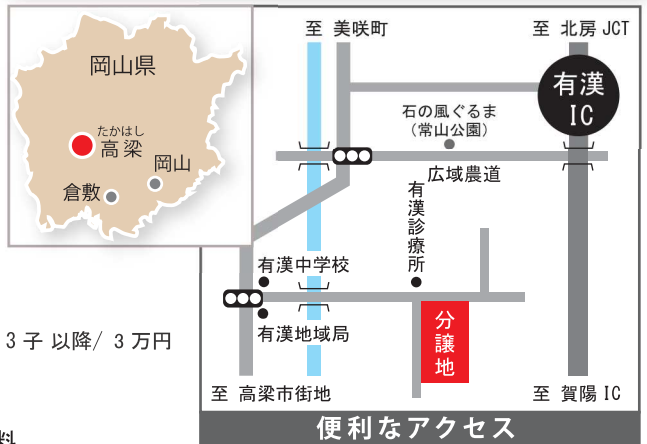 岡山県
たかはし
高梁
岡山
倉敷
至 美咲町
至 北房 JCT
有漢
IC
石の風ぐるま
（常山公園）
広域農道
有漢診療所
有漢中学校
有漢地域局
分譲地
至 高梁市街地
至 賀陽 IC
便利なアクセス
3 子 以降/ 3 万円
料